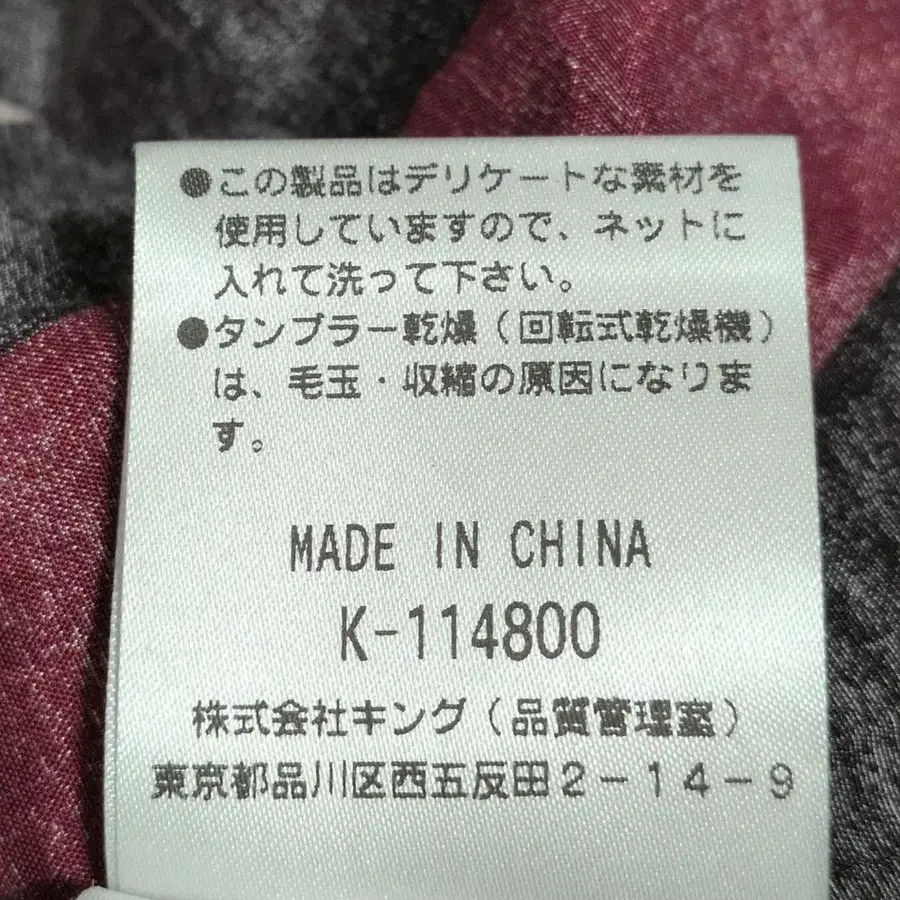 ●この製品はデリケートな素材を
使用していますので、ネットに
入れて洗って下さい。
●タンブラー乾燥（回転式乾燥機）
は、毛玉・収縮の原因になりま
す。
MADE IN CHINA
K-114800
株式会社キング（品質管理室）
東京都品川区西五反田2－14－9